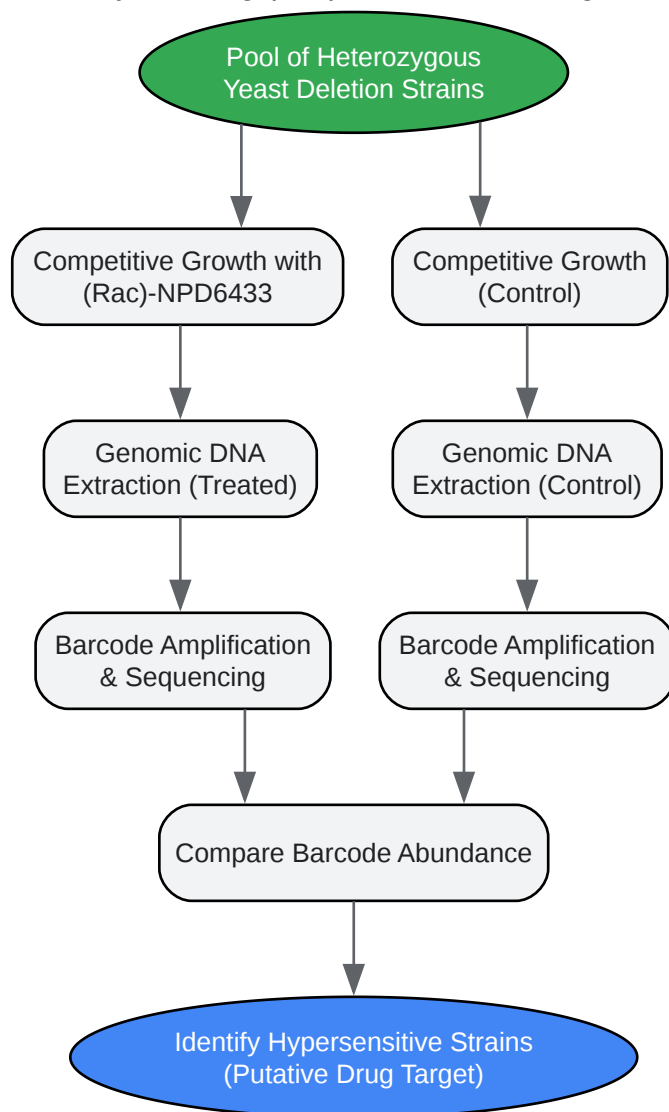 Pool of Heterozygous
Yeast Deletion Strains
Competitive Growth with
(Rac)-NPD6433
Competitive Growth
(Control)
Genomic DNA
Extraction (Treated)
Genomic DNA
Extraction (Control)
Barcode Amplification
& Sequencing
Barcode Amplification
& Sequencing
Compare Barcode Abundance
Identify Hypersensitive Strains
(Putative Drug Target)